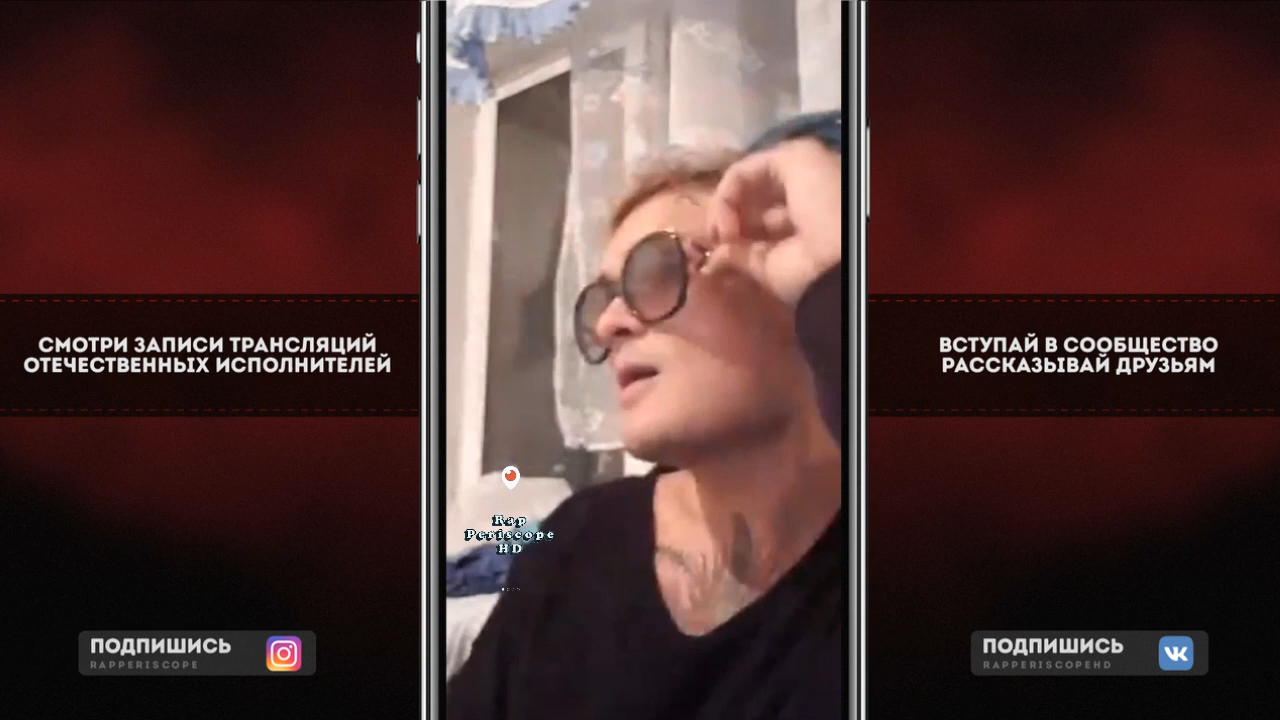 СМОТРИ ЗАПИСИ ТРАНСЛЯЦИЙ
ОТЕЧЕСТВЕННЫХ ИСПОЛНИТЕЛЕЙ
ПОДПИШИСЬ
RAPPERISCOPE
Rap
Periscope
HD
ВСТУПАЙ В СООБЩЕСТВО
РАССКАЗЫВАЙ ДРУЗЬЯМ
ПОДПИШИСЬ
RAPPERISCOPEHD